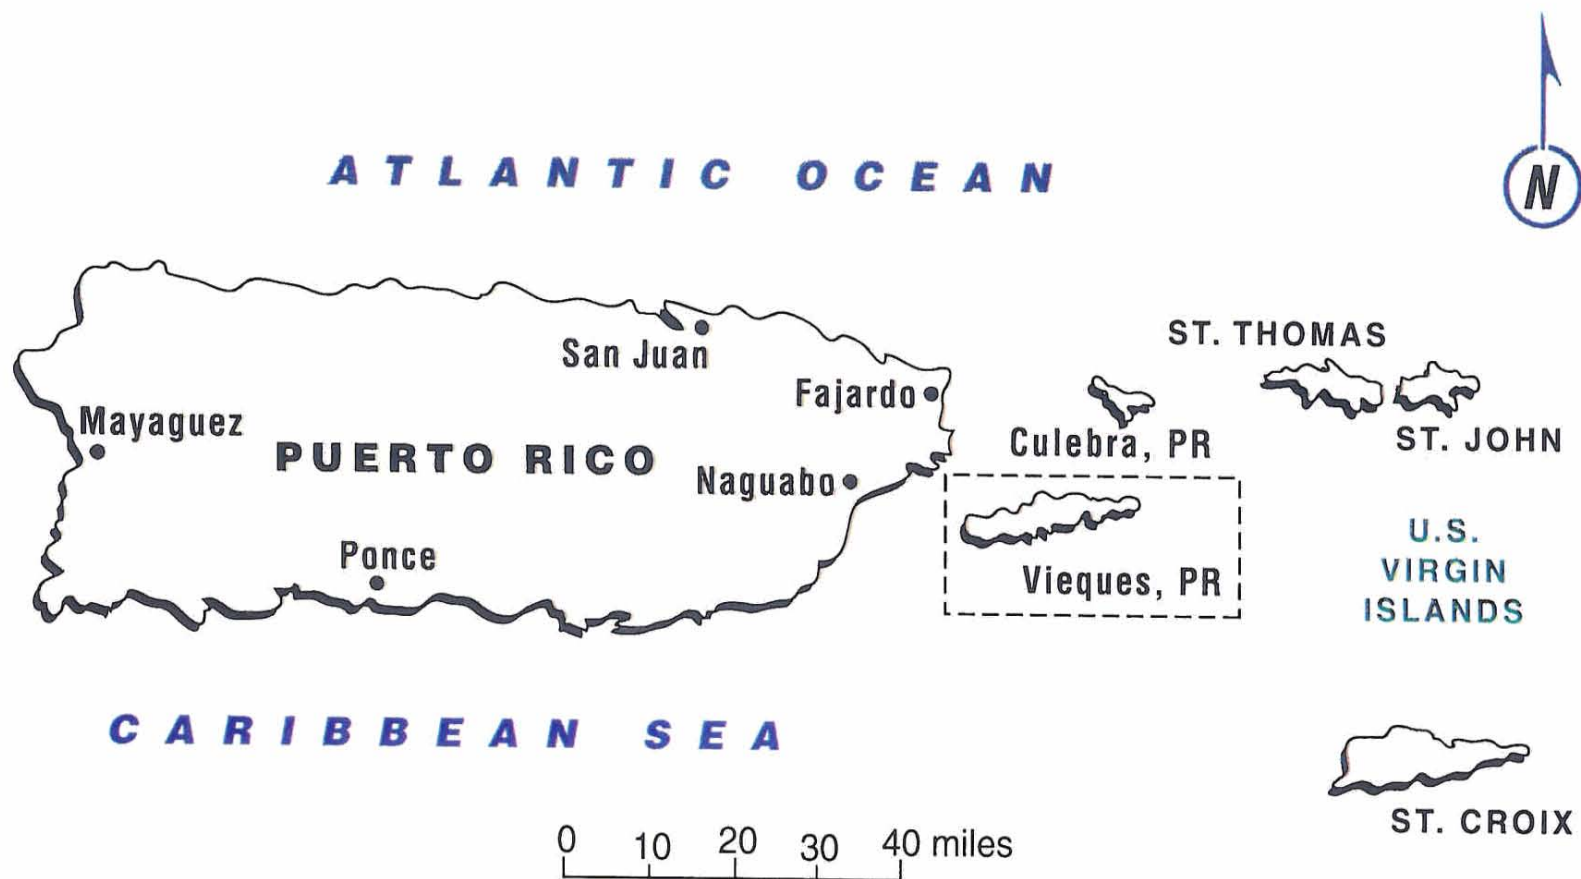 ATLANTIC OCEAN
N
San Juan
ST. THOMAS
Fajardo
Mayaguez
Culebra, PR
ST. JOHN
PUERTO RICO
Naguabo
Ponce
Vieques, PR
U.S.
VIRGIN
ISLANDS
CARIBBEAN SEA
ST. CROIX
0 10 20 30 40 miles